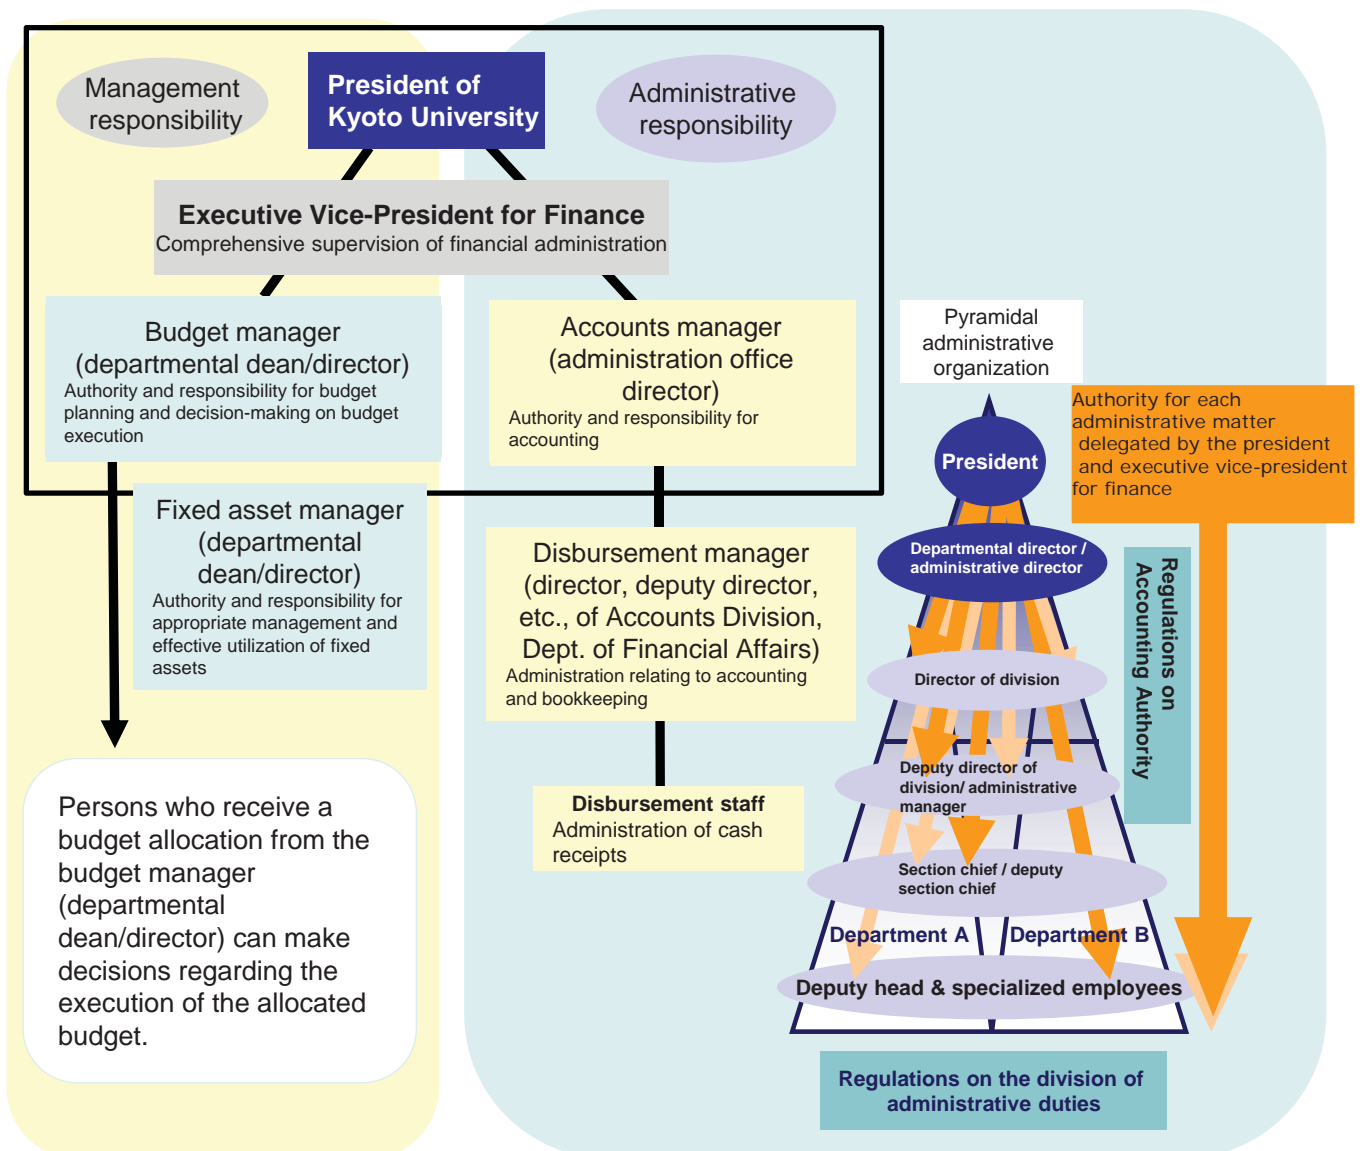 Management
responsibility
President of
Kyoto University
Administrative
responsibility
Executive Vice-President for Finance
Comprehensive supervision of financial administration
Budget manager
(departmental dean/director)
Authority and responsibility for budget
planning and decision-making on budget
execution
Accounts manager
(administration office
director)
Authority and responsibility for
accounting
Fixed asset manager
(departmental
dean/director)
Authority and responsibility for
appropriate management and
effective utilization of fixed
assets
Disbursement manager
(director, deputy director,
etc., of Accounts Division,
Dept. of Financial Affairs)
Administration relating to accounting
and bookkeeping
Disbursement staff
Administration of cash
receipts
Persons who receive a
budget allocation from the
budget manager
(departmental
dean/director) can make
decisions regarding the
execution of the allocated
budget.
Pyramidal
administrative
organization
Authority for each
administrative matter
delegated by the president
and executive vice-president
for finance
President
Departmental director /
administrative director
Director of division
Deputy director of
division/ administrative
manager
Section chief / deputy
section chief
Department A
Department B
Deputy head & specialized employees
Regulations on
Accounting Authority
Regulations on the division of
administrative duties